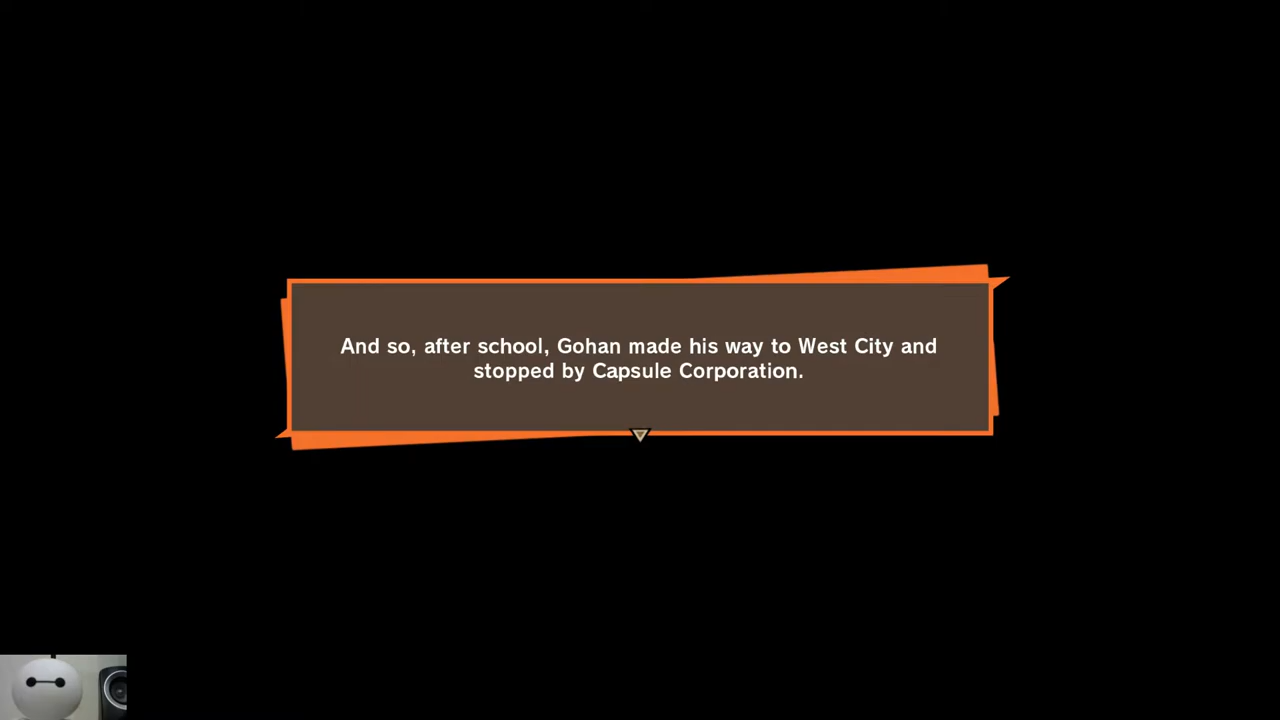 And so, after school, Gohan made his way to West City and
stopped by Capsule Corporation.